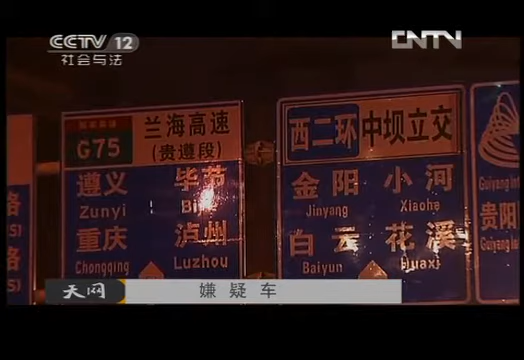 CCTV 12
社会与法
CNTV
G75
兰海高速
(贵遵段)
遵义 毕节
Zunyi
重庆 泸州
Chongqing Luzhou
西二环 中坝立交
金阳 小河
Jinyang Xiaohe
白云 花溪
Baiyun Huaxi
贵阳
天网
嫌疑车